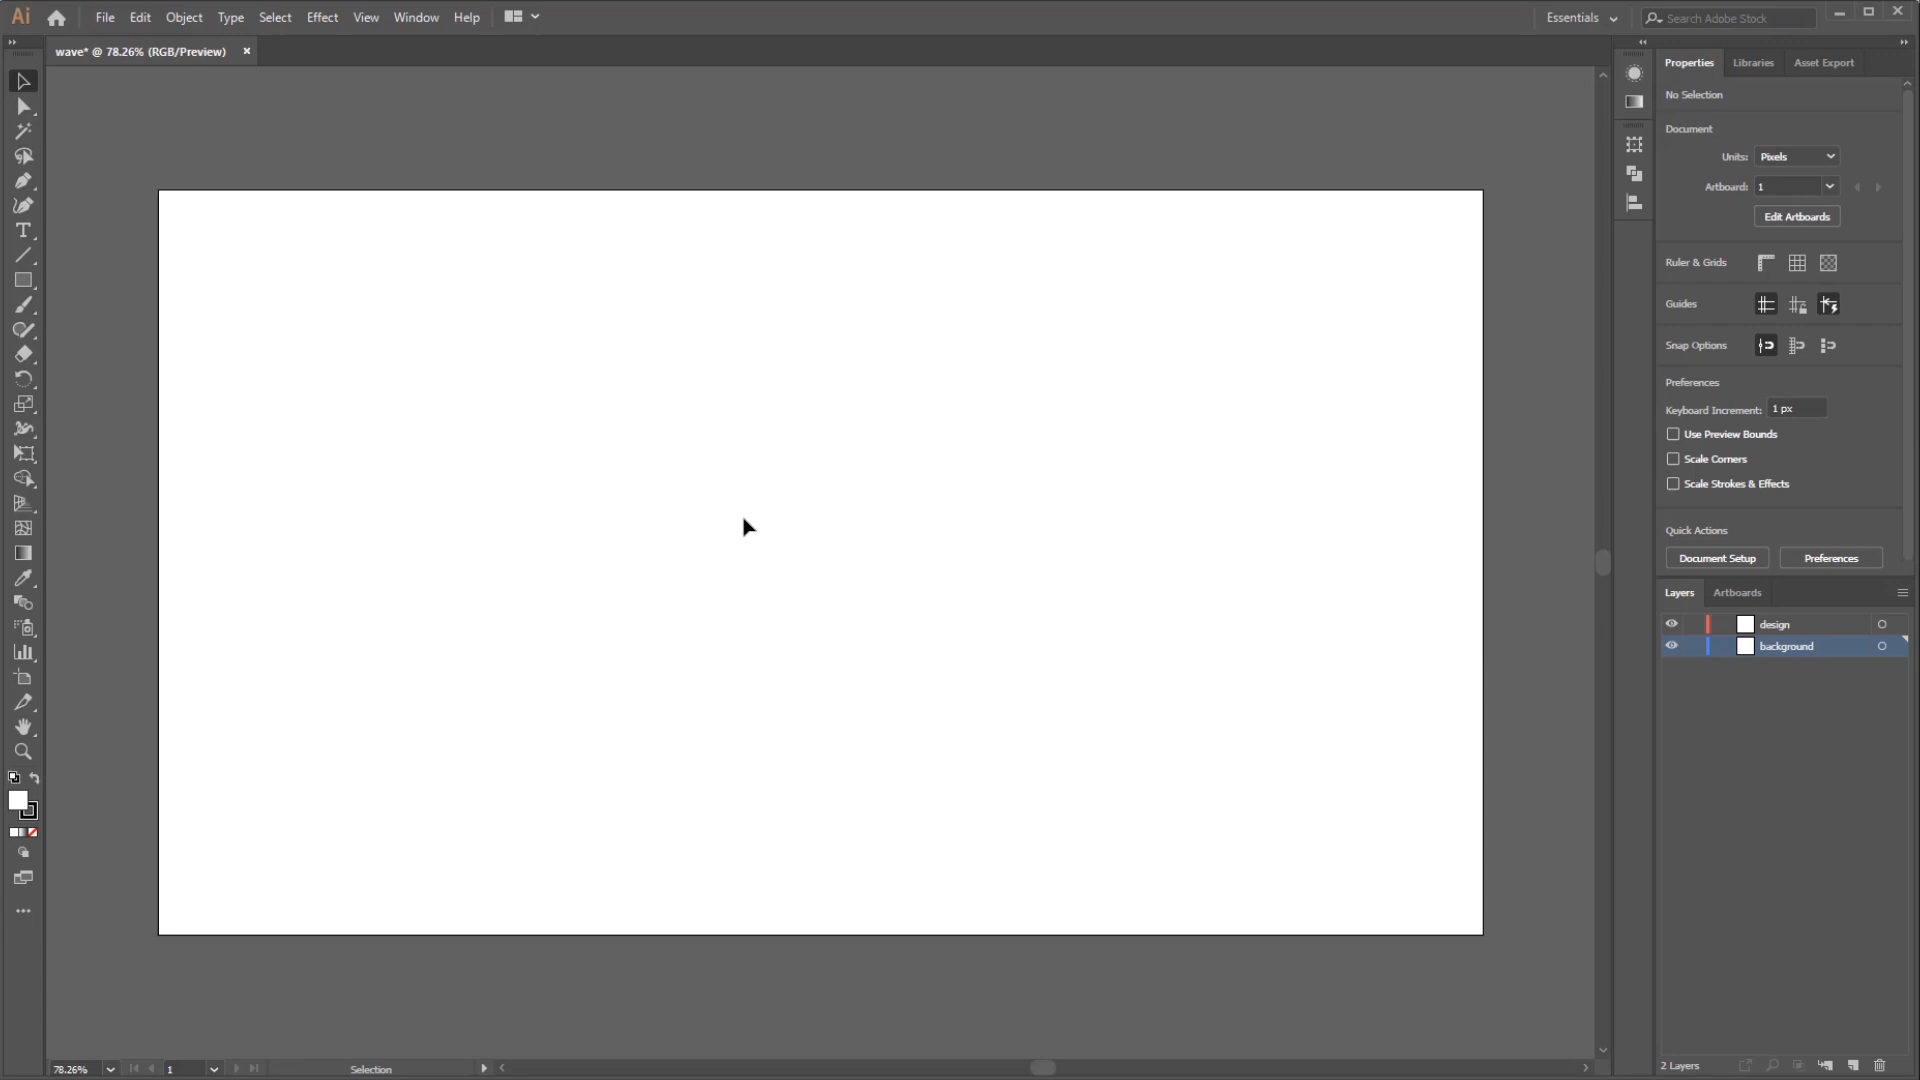 Ai File Edit Object Type Select Effect View Window Help Essentials Search Adobe Stock
wave* @ 78.26% (RGB/Preview)
Properties Libraries Asset Export
No Selection
Document
Units: Pixels
Artboard: 1
Edit Artboards
Ruler & Grids
Guides
Snap Options
Preferences
Keyboard Increment: 1 px
Use Preview Bounds
Scale Corners
Scale Strokes & Effects
Quick Actions
Document Setup Preferences
Layers Artboards
design
background
78.26% 1 Selection
2 Layers